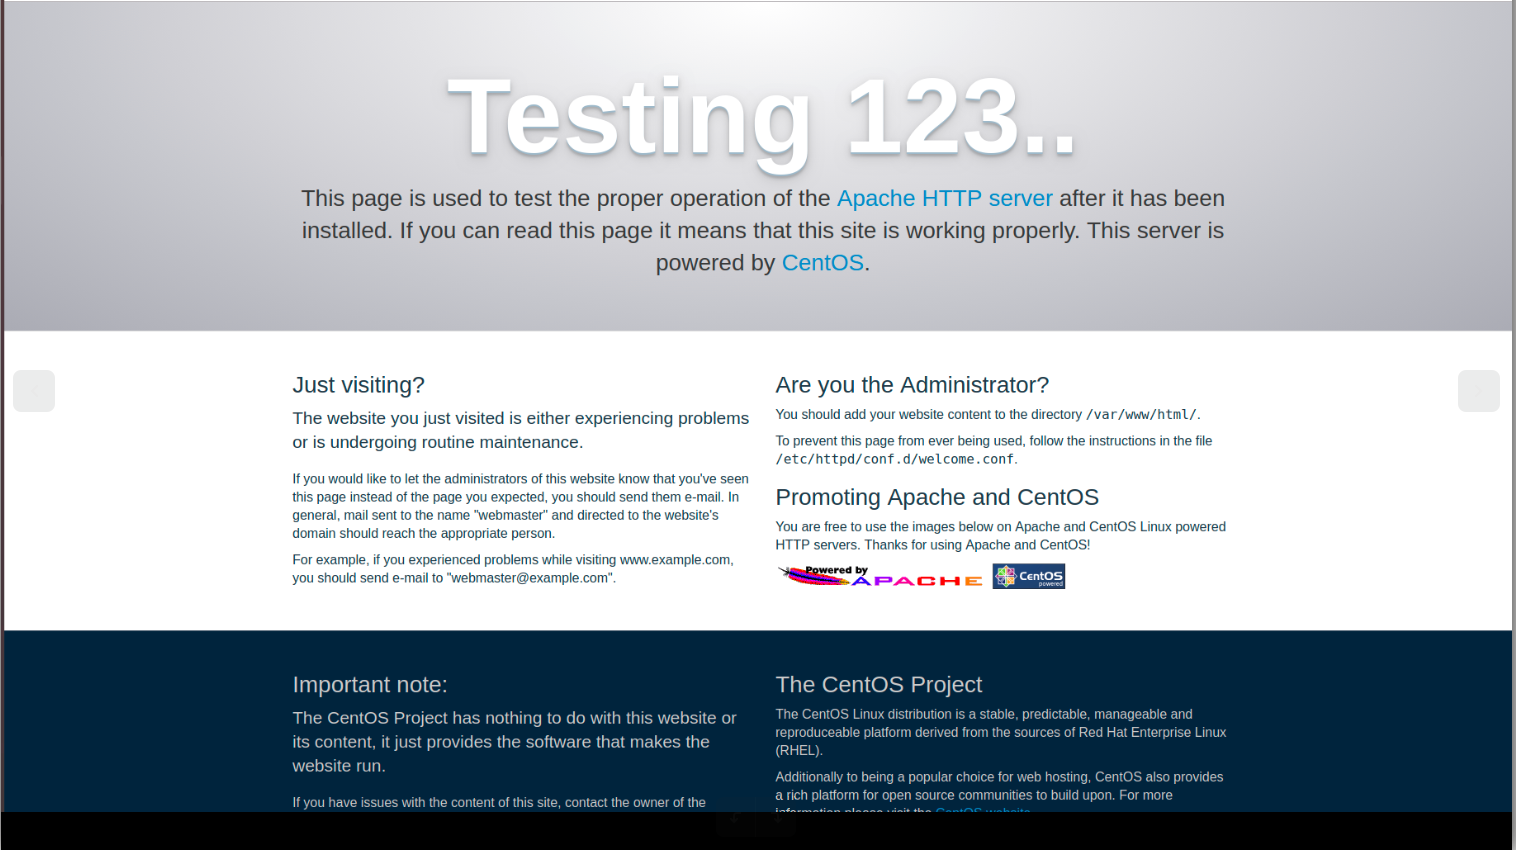 Testing 123..
This page is used to test the proper operation of the Apache HTTP server after it has been
installed. If you can read this page it means that this site is working properly. This server is
powered by CentOS.
Just visiting?
The website you just visited is either experiencing problems
or is undergoing routine maintenance.
If you would like to let the administrators of this website know that you've seen
this page instead of the page you expected, you should send them e-mail. In
general, mail sent to the name "webmaster" and directed to the website's
domain should reach the appropriate person.
For example, if you experienced problems while visiting www.example.com,
you should send e-mail to "webmaster@example.com".
Are you the Administrator?
You should add your website content to the directory /var/www/html/.
To prevent this page from ever being used, follow the instructions in the file
/etc/httpd/conf.d/welcome.conf.
Promoting Apache and CentOS
You are free to use the images below on Apache and CentOS Linux powered
HTTP servers. Thanks for using Apache and CentOS!
Powered by
APACHE
CentOS
powered
Important note:
The CentOS Project has nothing to do with this website or
its content, it just provides the software that makes the
website run.
If you have issues with the content of this site, contact the owner of the
The CentOS Project
The CentOS Linux distribution is a stable, predictable, manageable and
reproduceable platform derived from the sources of Red Hat Enterprise Linux
(RHEL).
Additionally to being a popular choice for web hosting, CentOS also provides
a rich platform for open source communities to build upon. For more
information please visit the CentOS website.